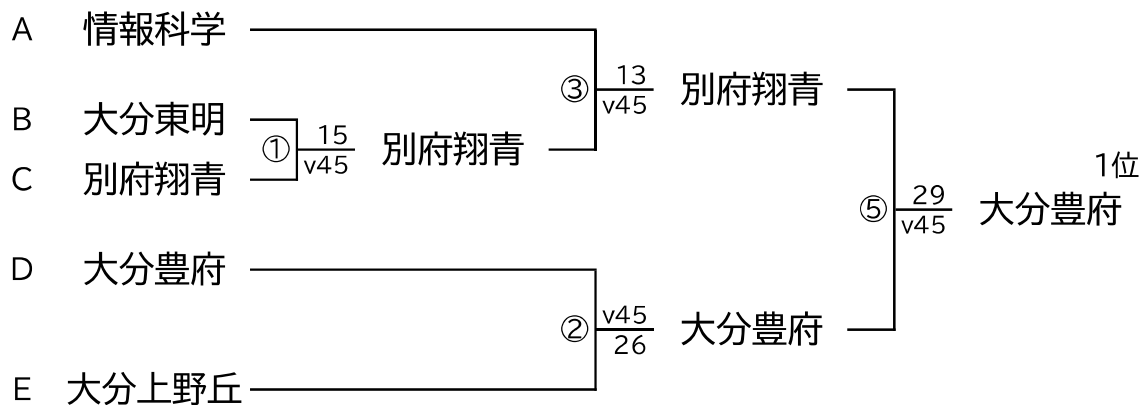 A 情報科学
B 大分東明
C 別府翔青
D 大分豊府
E 大分上野丘
① 15
v45
別府翔青
③ 13
v45
別府翔青
② v45
26
大分豊府
⑤ 29
v45
1位
大分豊府